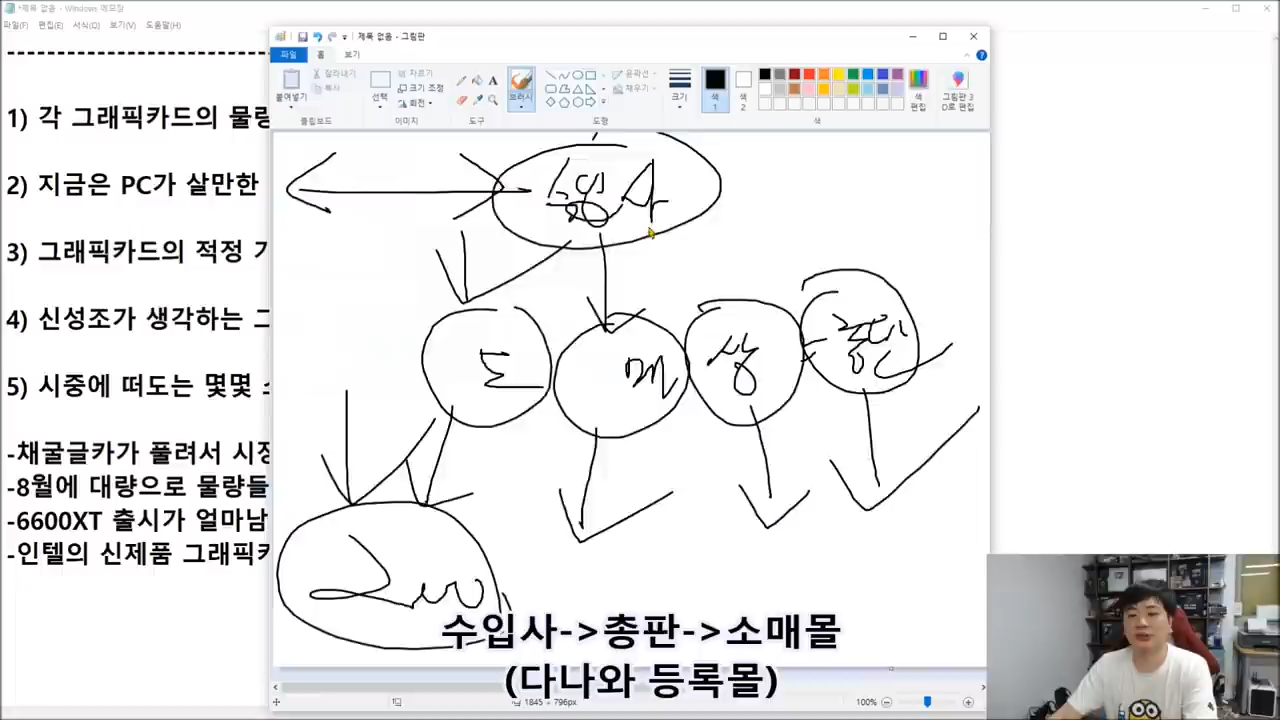 *제목 없음 - Windows 메모장
파일(F) 편집(E) 서식(O) 보기(V) 도움말(H)
1) 각 그래픽카드의 물량
2) 지금은 PC가 살만한
3) 그래픽카드의 적정 가
4) 신성조가 생각하는 그
5) 시중에 떠도는 몇몇 소
-채굴글카가 풀려서 시장
-8월에 대량으로 물량들
-6600XT 출시가 얼마남
-인텔의 신제품 그래픽카
제목 없음 - 그림판
파일 홈 보기
붙여넣기
잘라내기
복사
클립보드
선택
자르기
크기 조정
회전
이미지
A
도구
브러시
윤곽선
채우기
도형
크기
색 1
색 2
색 편집
그림판 3D로 편집
색
도 매 상 총판
수입사->총판->소매몰
(다나와 등록몰)
1845 × 796px
100%